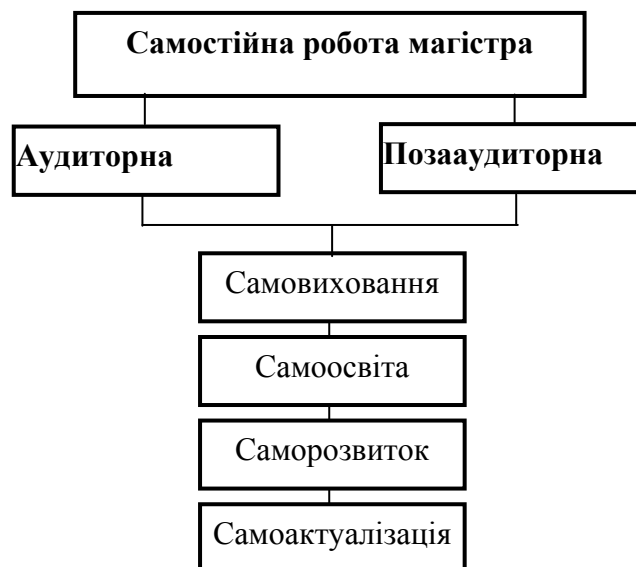 Самостійна робота магістра
Аудиторна
Позааудиторна
Самовиховання
Самоосвіта
Саморозвиток
Самоактуалізація